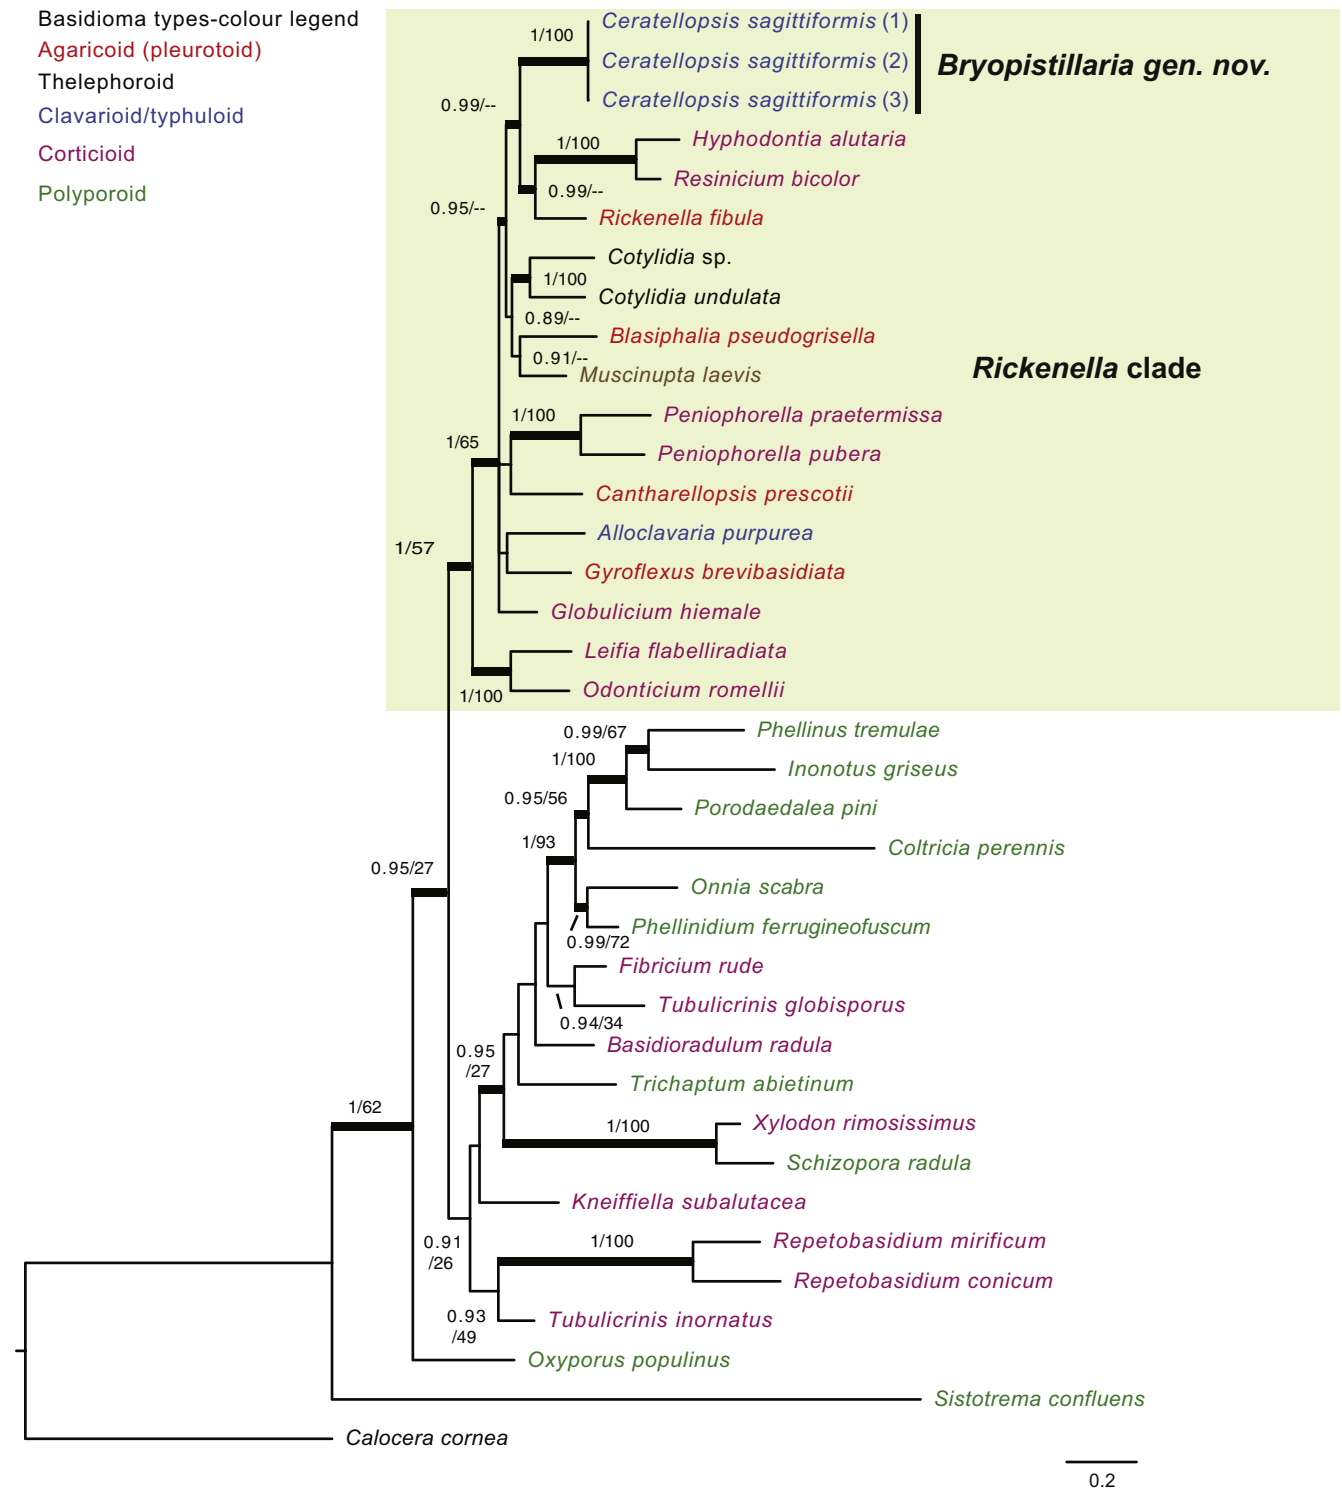 Basidioma types-colour legend
Agaricoid (pleurotoid)
Thelephoroid
Clavarioid/typhuloid
Corticioid
Polyporoid
Ceratellopsis sagittiformis (1)
1/100
Ceratellopsis sagittiformis (2)
Bryopistillaria gen. nov.
Ceratellopsis sagittiformis (3)
0.99/--
Hyphodontia alutaria
1/100
Resinicium bicolor
0.99/--
0.95/--
Rickenella fibula
Cotylidia sp.
1/100
Cotylidia undulata
0.89/--
Blasiphalia pseudogrisella
0.91/--
Rickenella clade
Muscinupta laevis
Peniophorella praetermissa
1/100
1/65
Peniophorella pubera
Cantharellopsis prescotii
Alloclavaria purpurea
1/57
Gyroflexus brevibasidiata
Globulicium hiemale
Leifia flabelliradiata
Odonticium romellii
1/100
Phellinus tremulae
0.99/67
1/100
Inonotus griseus
0.95/56
Porodaedalea pini
1/93
Coltricia perennis
0.95/27
Onnia scabra
Phellinidium ferrugineofuscum
0.99/72
Fibricium rude
Tubulicrinis globisporus
0.94/34
Basidioradulum radula
0.95
/27
Trichaptum abietinum
1/62
Xylodon rimosissimus
1/100
Schizopora radula
Kneiffiella subalutacea
0.91
/26
Repetobasidium mirificum
1/100
Repetobasidium conicum
0.93
/49
Tubulicrinis inornatus
Oxyporus populinus
Sistotrema confluens
Calocera cornea
0.2